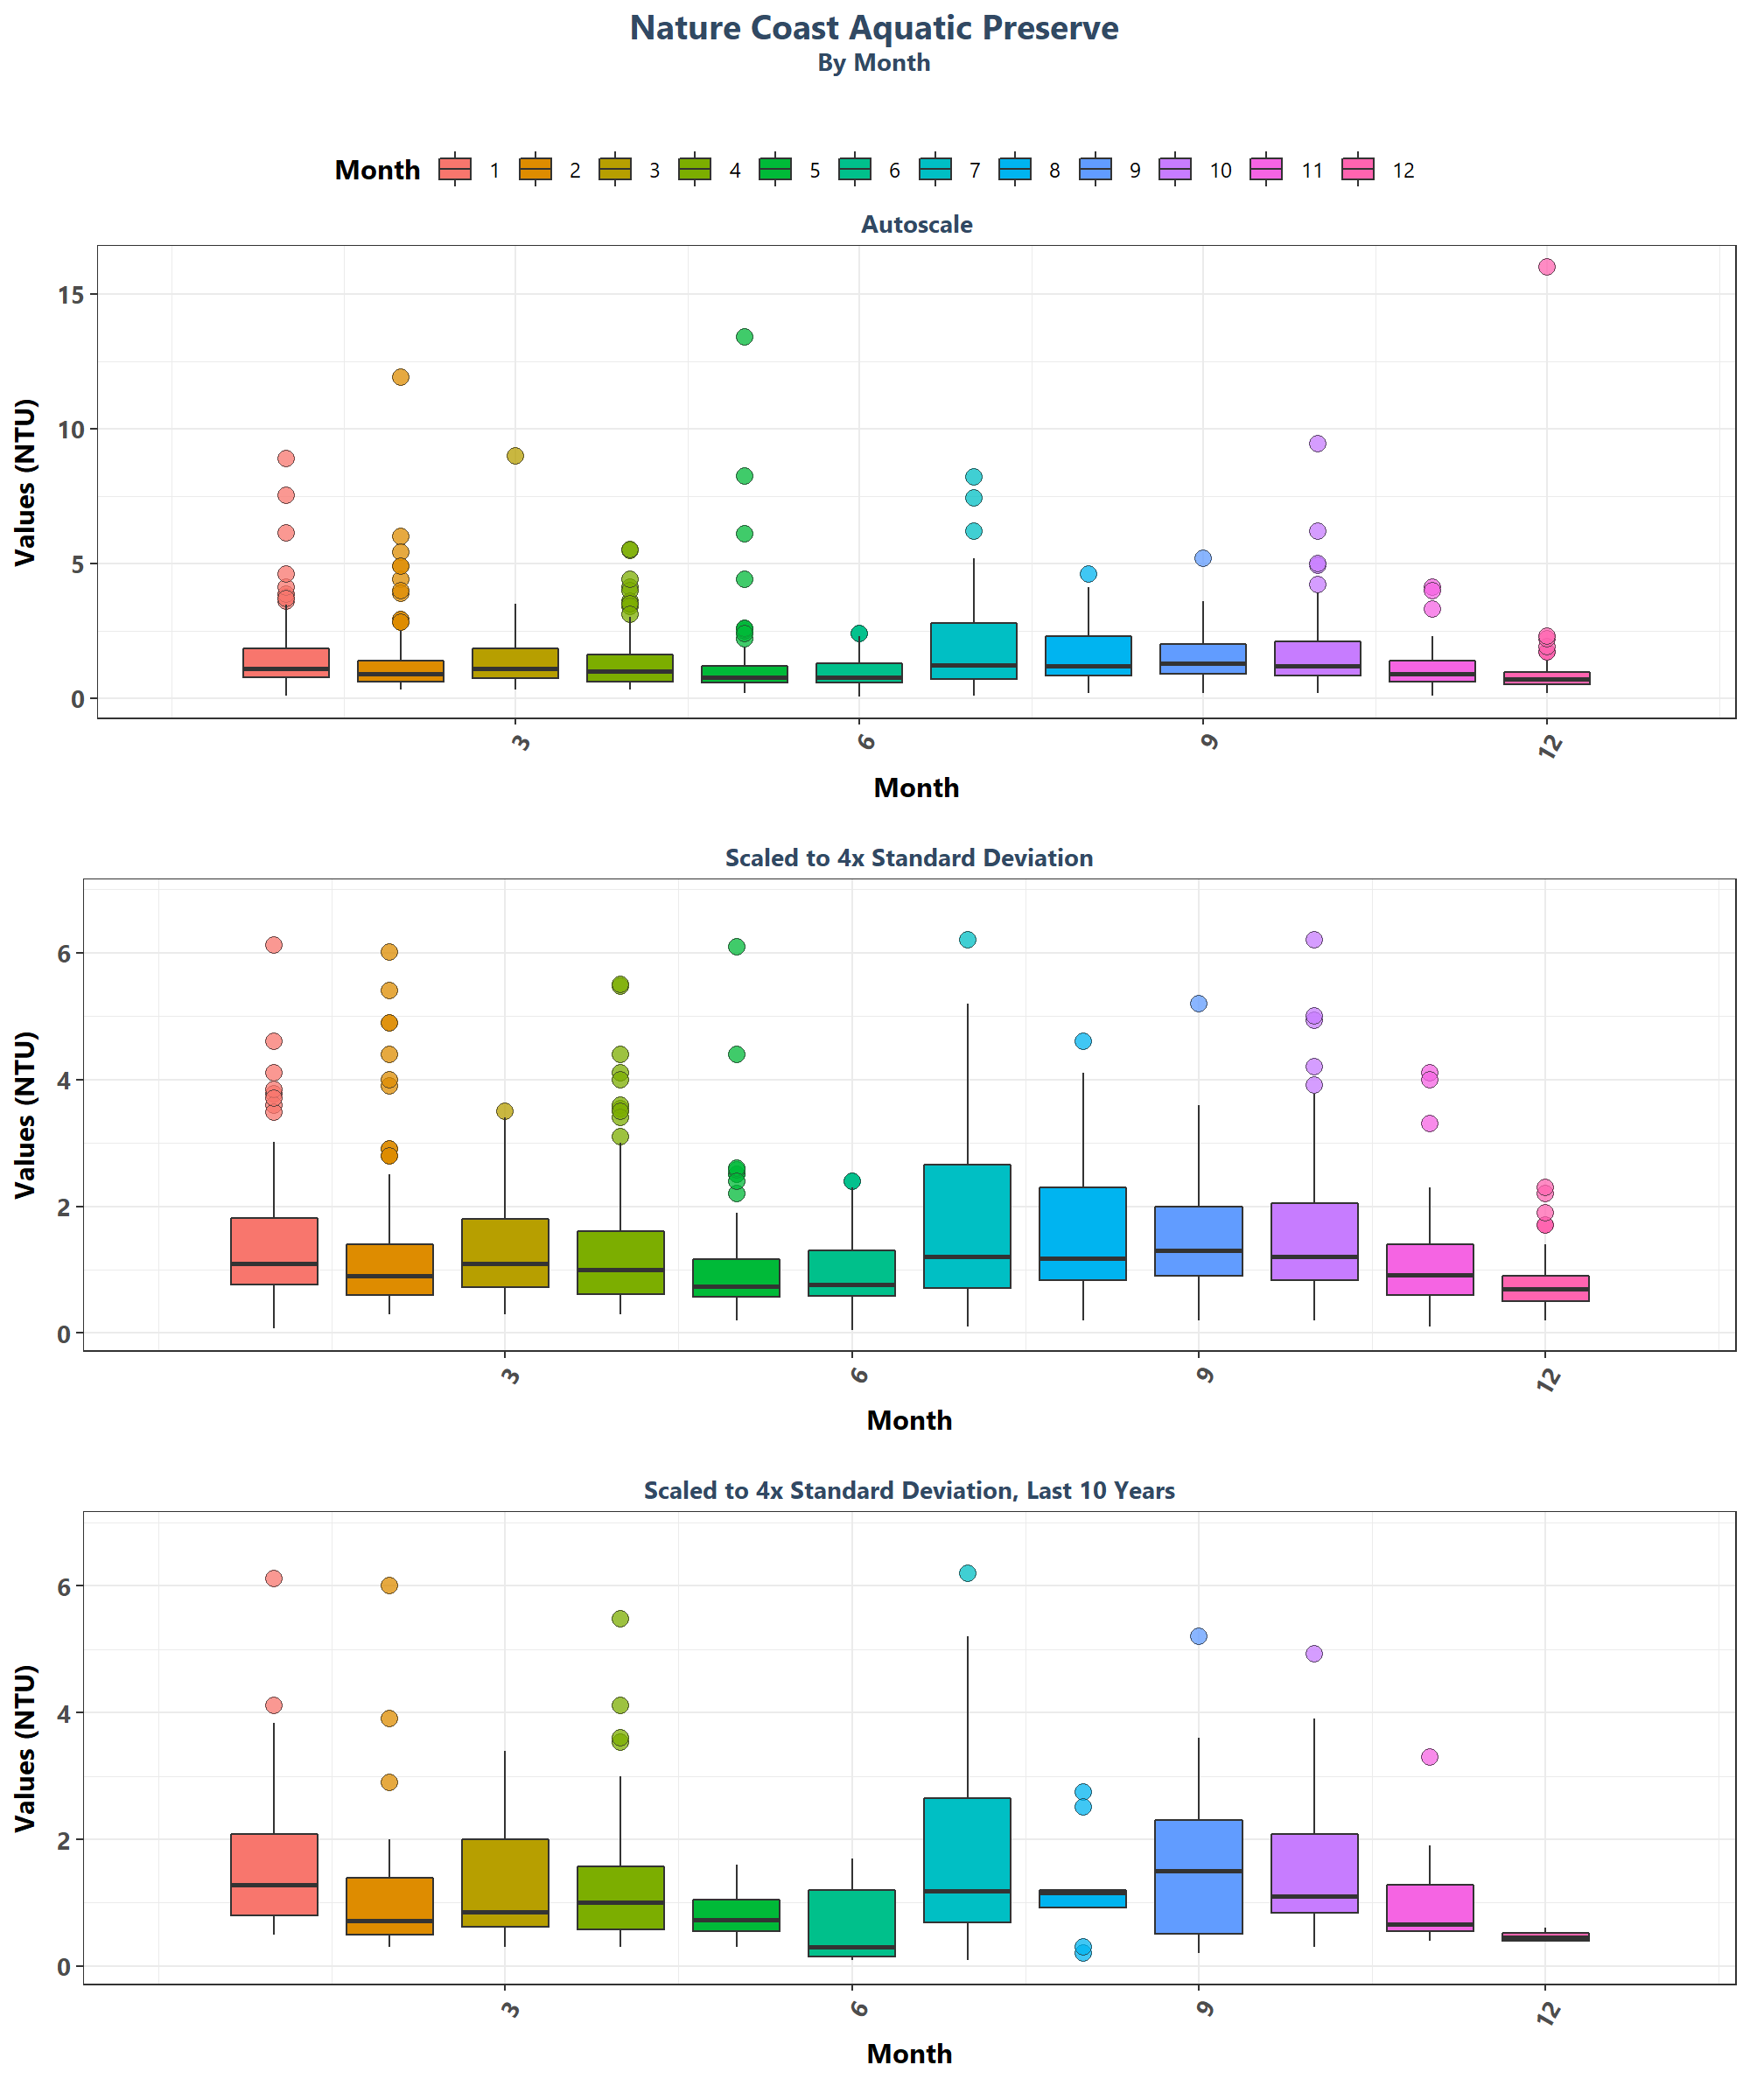 Nature Coast Aquatic Preserve
By Month
Month 1 2 3 4 5 6 7 8 9 10 11 12
Autoscale
Values (NTU)
15
10
5
0
3 6 9 12
Month
Scaled to 4x Standard Deviation
Values (NTU)
6
4
2
0
3 6 9 12
Month
Scaled to 4x Standard Deviation, Last 10 Years
Values (NTU)
6
4
2
0
3 6 9 12
Month